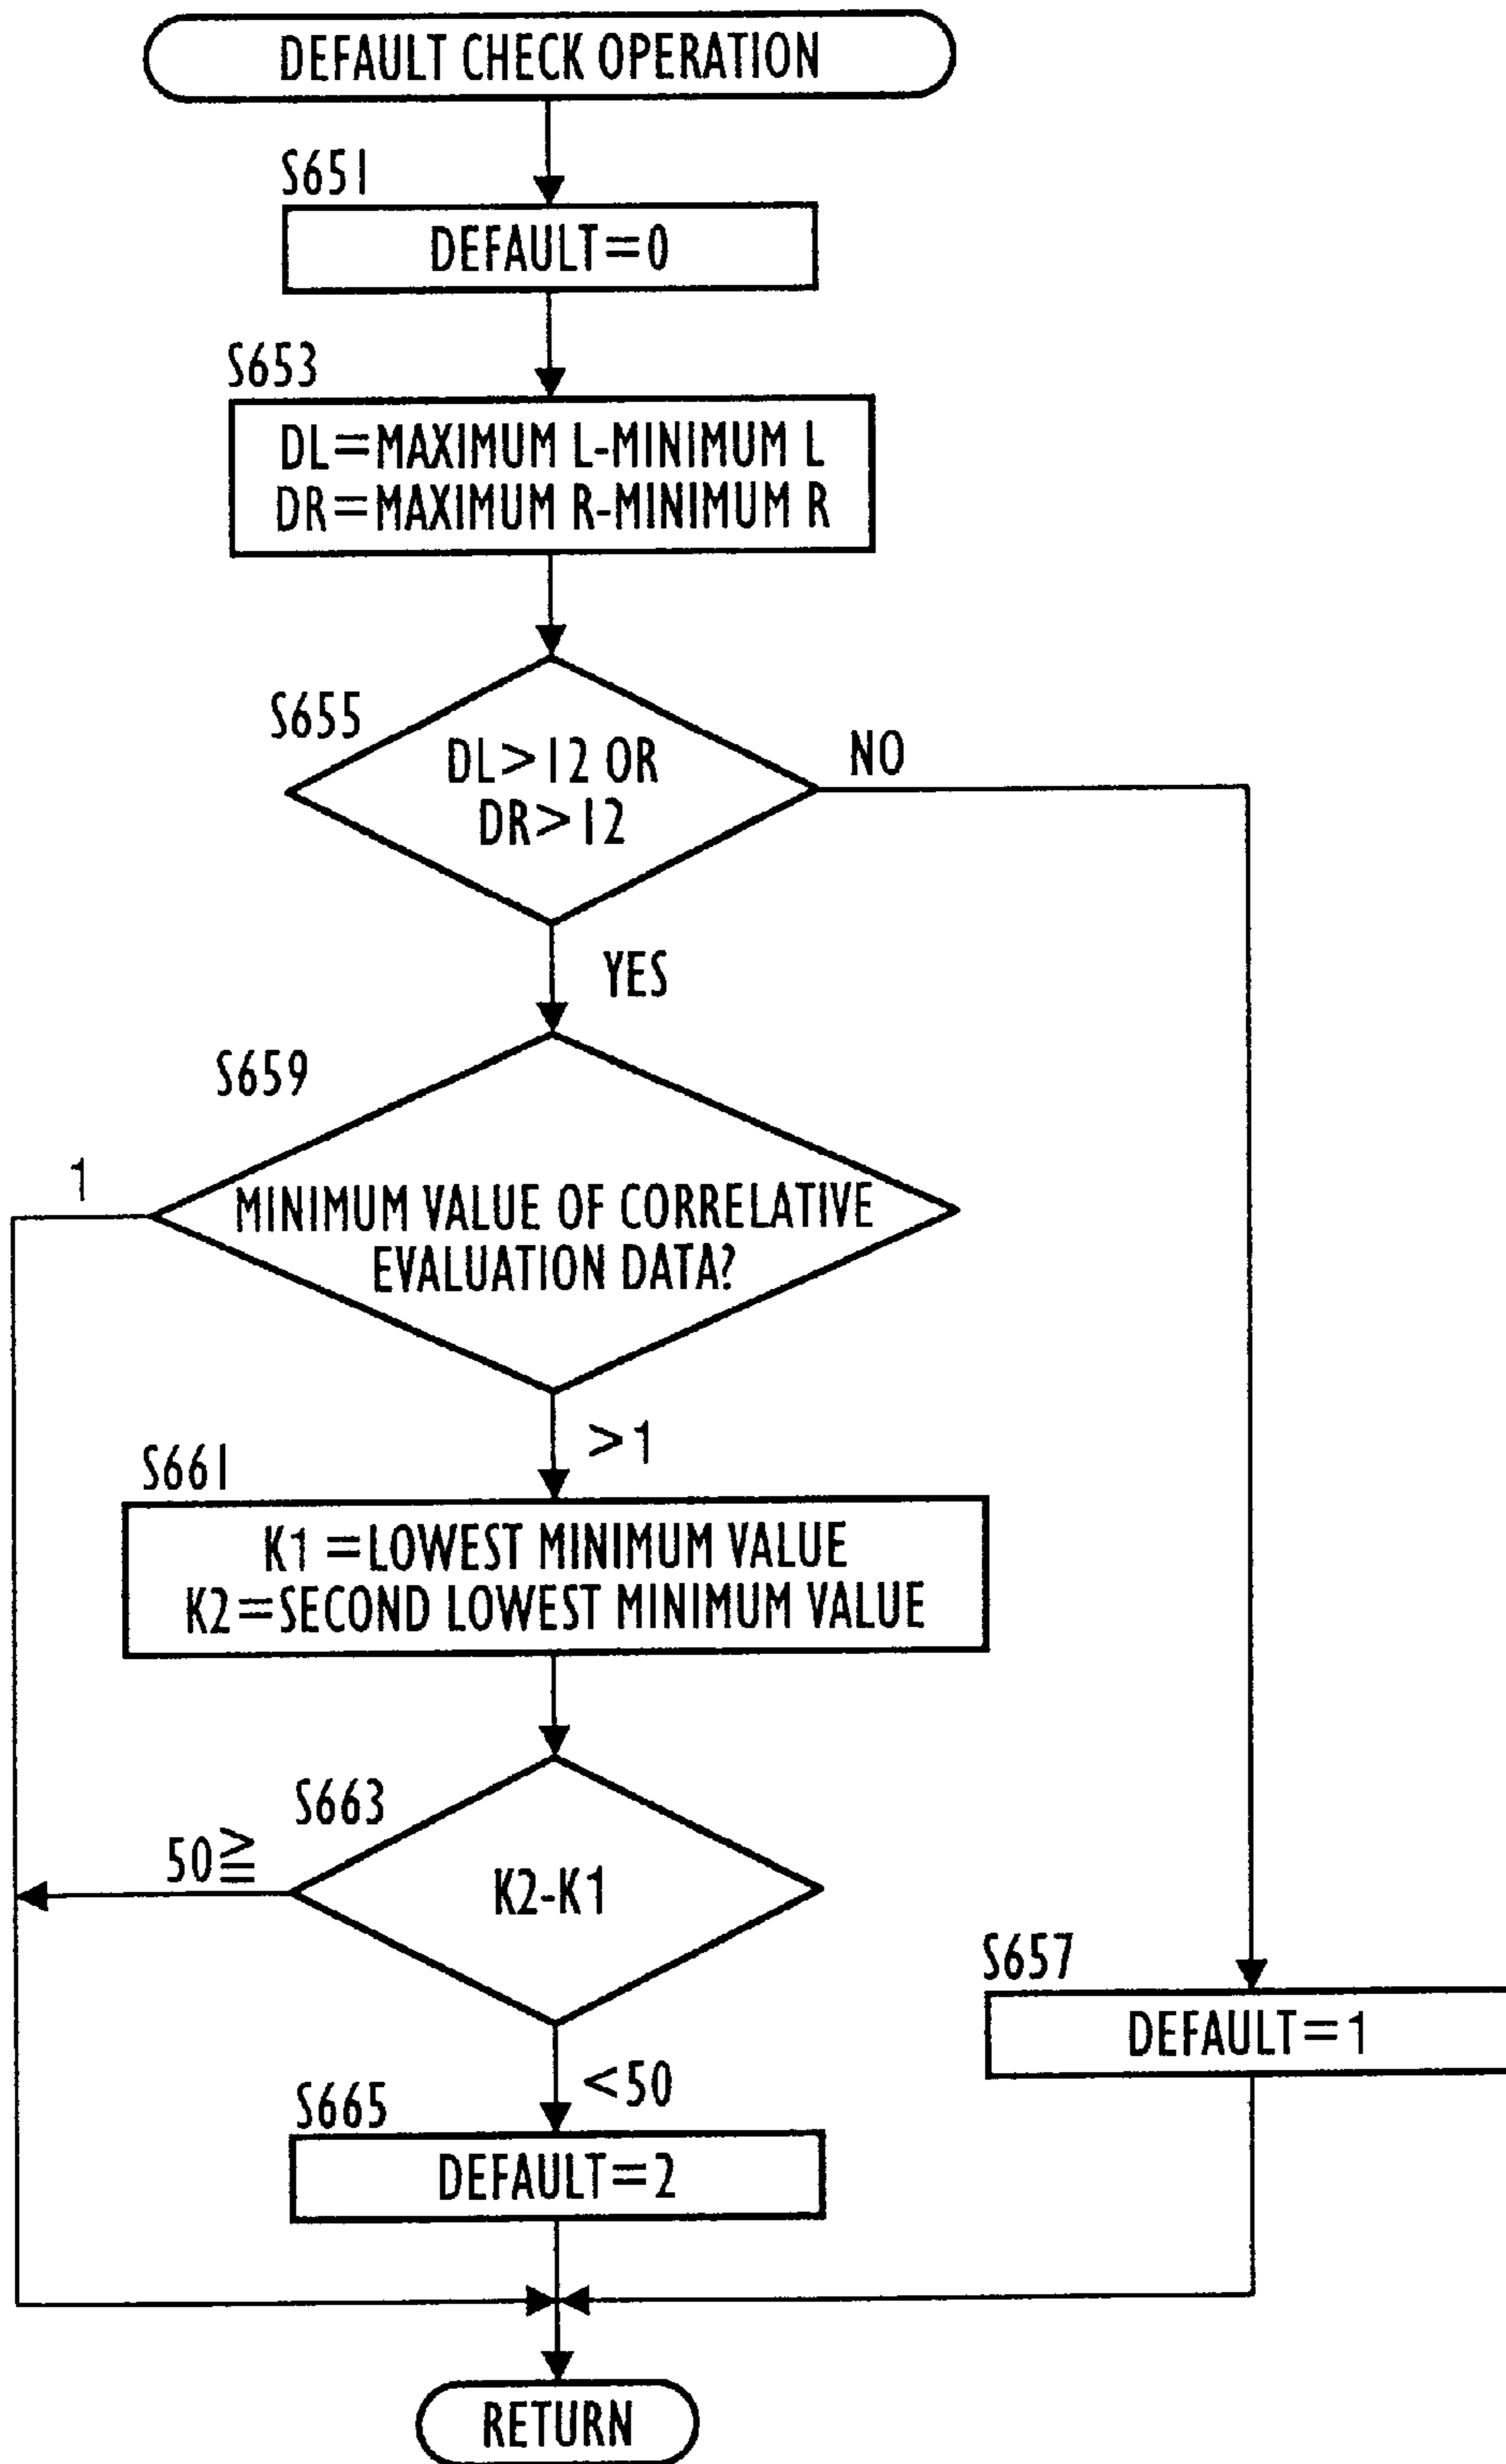 DEFAULT CHECK OPERATION
S651
DEFAULT=0
S653
DL=MAXIMUM L-MINIMUM L
DR=MAXIMUM R-MINIMUM R
S655
DL>12 OR
DR>12
NO
YES
S659
1
MINIMUM VALUE OF CORRELATIVE
EVALUATION DATA?
>1
S661
K1=LOWEST MINIMUM VALUE
K2=SECOND LOWEST MINIMUM VALUE
S663
50≧
K2-K1
S657
DEFAULT=1
<50
S665
DEFAULT=2
RETURN